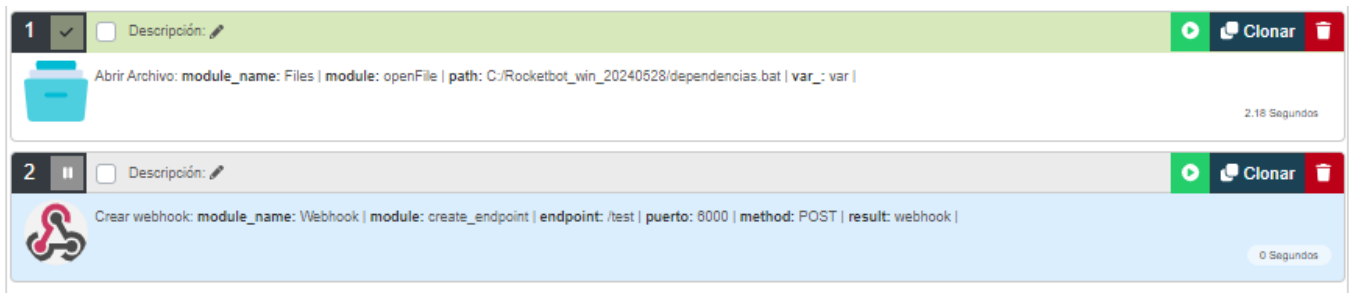 1 Descripción: Clonar
Abrir Archivo: module_name: Files | module: openFile | path: C:/Rocketbot_win_20240528/dependencias.bat | var_: var |
2.18 Segundos
2 Descripción: Clonar
Crear webhook: module_name: Webhook | module: create_endpoint | endpoint: /test | puerto: 6000 | method: POST | result: webhook |
0 Segundos